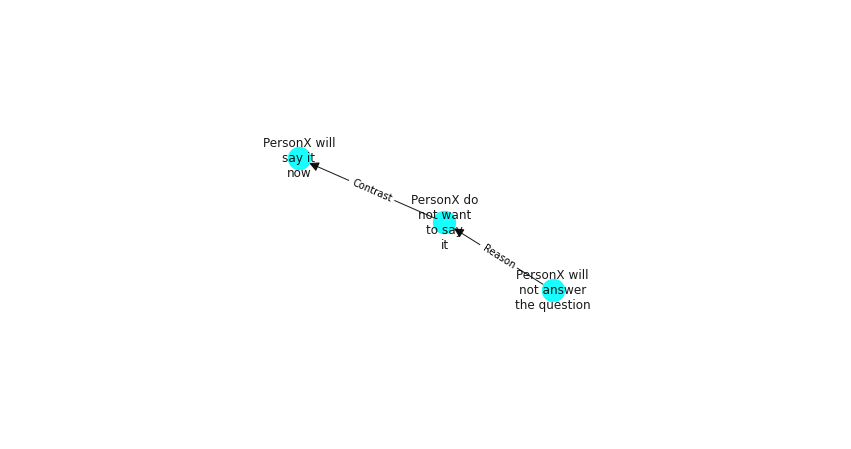 PersonX will
say it
now
Contrast
PersonX do
not want
to say
it
Reason
PersonX will
not answer
the question